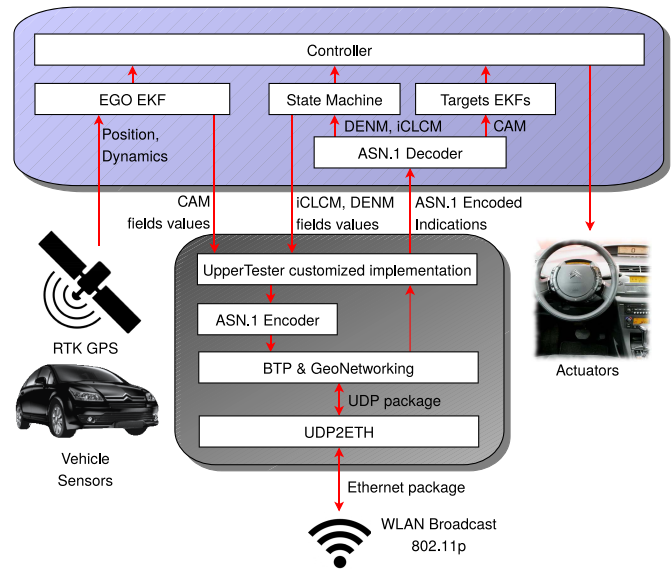 Controller
EGO EKF
State Machine
Targets EKFs
Position,
Dynamics
DENM, iCLCM
CAM
ASN.1 Decoder
CAM
fields values
iCLCM, DENM
fields values
ASN.1 Encoded
Indications
UpperTester customized implementation
ASN.1 Encoder
RTK GPS
BTP & GeoNetworking
Actuators
UDP package
UDP2ETH
Vehicle
Sensors
Ethernet package
WLAN Broadcast
802.11p